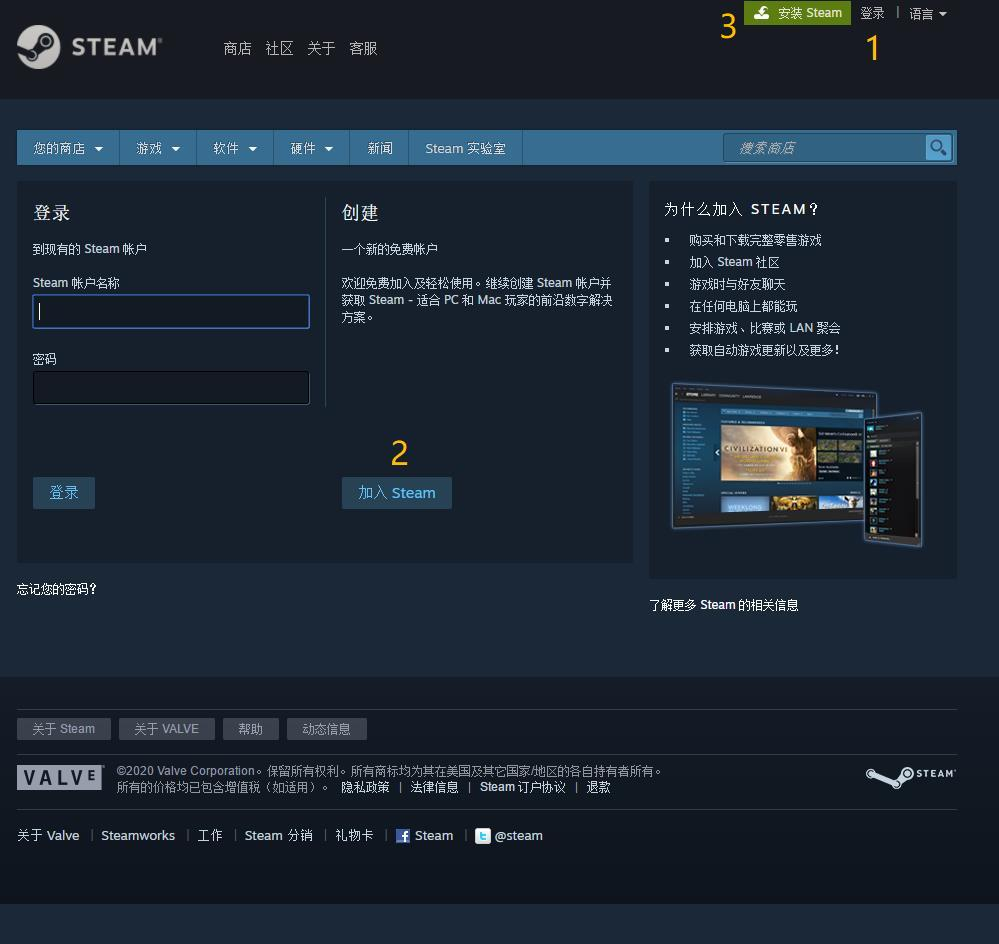 3
安装 Steam
登录 | 语言
1
STEAM®
商店 社区 关于 客服
您的商店 游戏 软件 硬件 新闻 Steam 实验室
搜索商店
登录
到现有的 Steam 帐户
Steam 帐户名称
密码
登录
创建
一个新的免费帐户
欢迎免费加入及轻松使用。继续创建 Steam 帐户并
获取 Steam - 适合 PC 和 Mac 玩家的前沿数字解决
方案。
2
加入 Steam
忘记您的密码?
为什么加入 STEAM?
购买和下载完整零售游戏
加入 Steam 社区
游戏时与好友聊天
在任何电脑上都能玩
安排游戏、比赛或 LAN 聚会
获取自动游戏更新以及更多!
CIVILIZATION VI
了解更多 Steam 的相关信息
关于 Steam 关于 VALVE 帮助 动态信息
VALVE
©2020 Valve Corporation。保留所有权利。所有商标均为其在美国及其它国家/地区的各自持有者所有。
所有的价格均已包含增值税（如适用）。 隐私政策 | 法律信息 | Steam 订户协议 | 退款
STEAM™
关于 Valve | Steamworks | 工作 | Steam 分销 | 礼物卡 | Steam | @steam